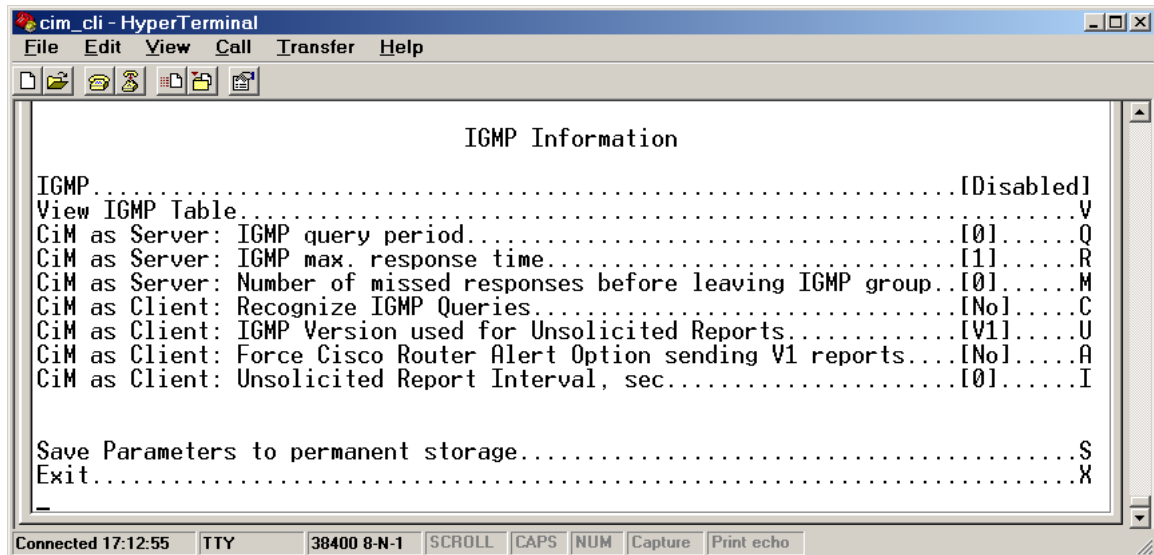 cim_cli - HyperTerminal
File Edit View Call Transfer Help
IGMP Information
IGMP................................................................[Disabled]
View IGMP Table..............................................................V
CiM as Server: IGMP query period....................................[0]......Q
CiM as Server: IGMP max. response time..............................[1]......R
CiM as Server: Number of missed responses before leaving IGMP group..[0]......M
CiM as Client: Recognize IGMP Queries...............................[No].....C
CiM as Client: IGMP Version used for Unsolicited Reports............[V1].....U
CiM as Client: Force Cisco Router Alert Option sending V1 reports....[No].....A
CiM as Client: Unsolicited Report Interval, sec.....................[0]......I
Save Parameters to permanent storage.........................................S
Exit.........................................................................X
Connected 17:12:55 TTY 38400 8-N-1 SCROLL CAPS NUM Capture Print echo